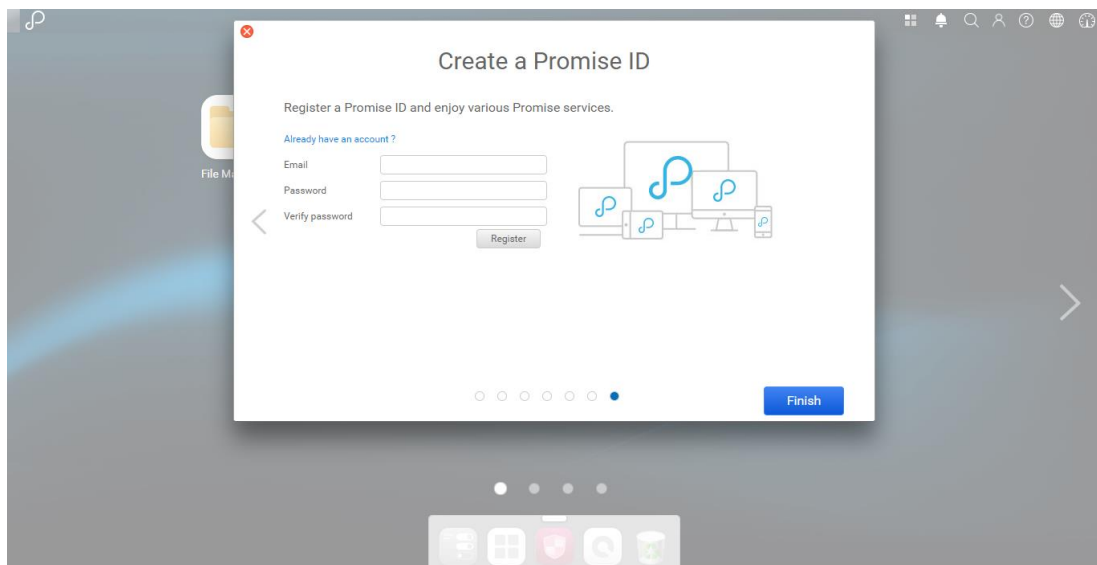 Create a Promise ID
Register a Promise ID and enjoy various Promise services.
Already have an account ?
Email
Password
Verify password
Register
Finish
File